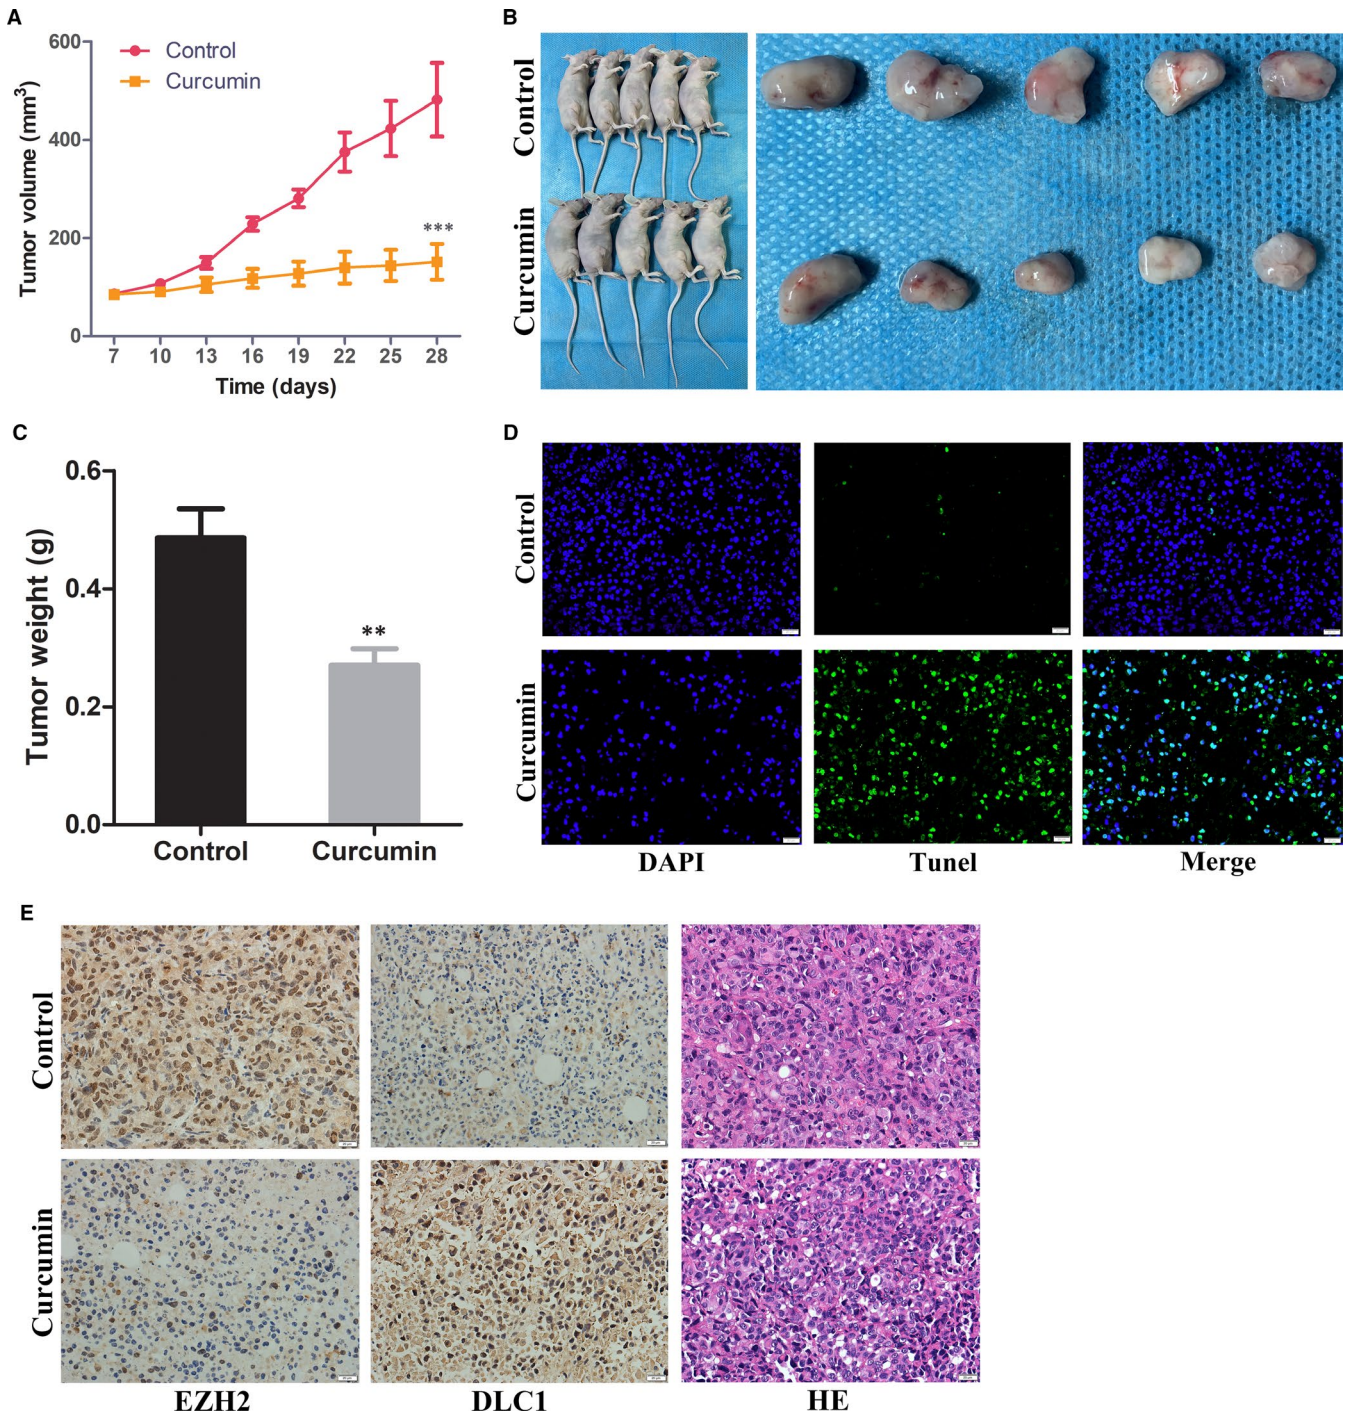 A
600
400
200
0
Tumor volume (mm³)
Control
Curcumin
***
7 10 13 16 19 22 25 28
Time (days)
B
Control
Curcumin
C
0.6
0.4
0.2
0.0
Tumor weight (g)
**
Control Curcumin
D
Control
Curcumin
DAPI Tunel Merge
E
Control
Curcumin
EZH2 DLC1 HE